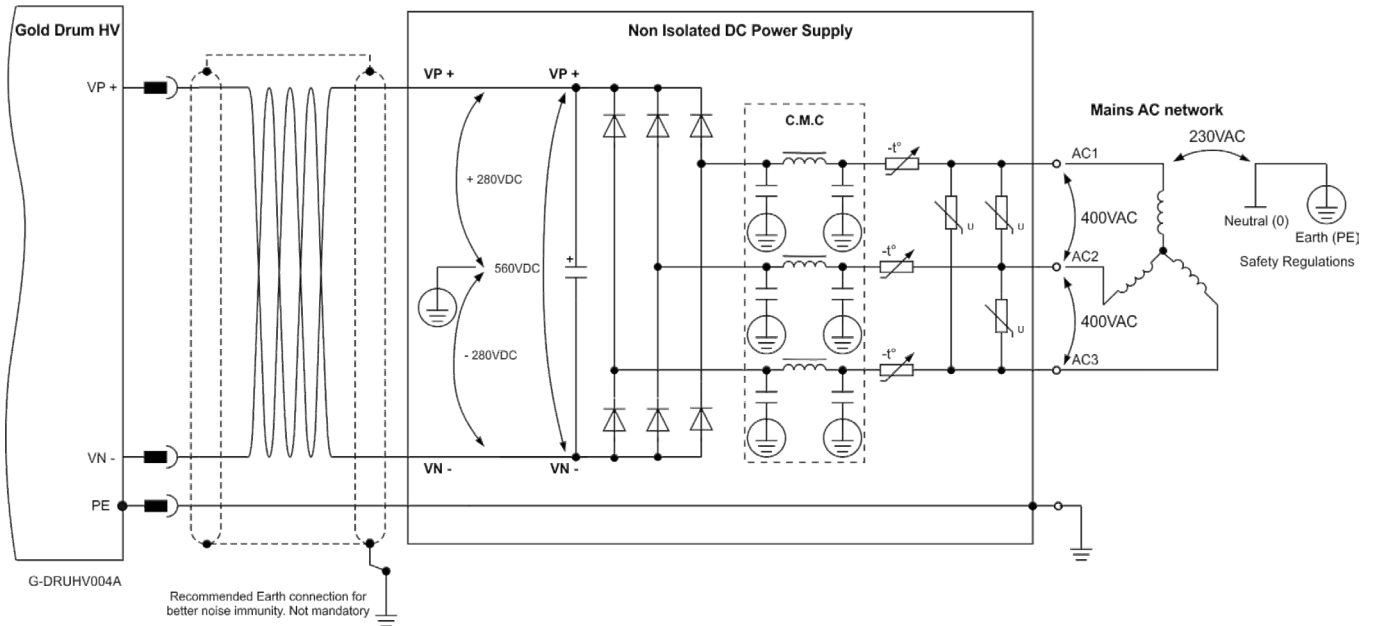 Gold Drum HV
Non Isolated DC Power Supply
VP +
VP +
VP +
C.M.C
Mains AC network
230VAC
-t°
AC1
+ 280VDC
U
U
400VAC
Neutral (0)
Earth (PE)
Safety Regulations
560VDC
+
-t°
AC2
U
400VAC
- 280VDC
-t°
AC3
VN -
VN -
VN -
PE
G-DRUHV004A
Recommended Earth connection for
better noise immunity. Not mandatory